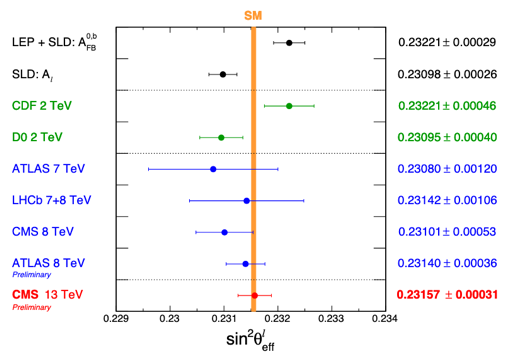 SM
LEP + SLD: A_FB^0,b 0.23221 ± 0.00029
SLD: A_l 0.23098 ± 0.00026
CDF 2 TeV 0.23221 ± 0.00046
D0 2 TeV 0.23095 ± 0.00040
ATLAS 7 TeV 0.23080 ± 0.00120
LHCb 7+8 TeV 0.23142 ± 0.00106
CMS 8 TeV 0.23101 ± 0.00053
ATLAS 8 TeV 0.23140 ± 0.00036
Preliminary
CMS 13 TeV 0.23157 ± 0.00031
Preliminary
0.229 0.23 0.231 0.232 0.233 0.234
sin²θ_eff^l